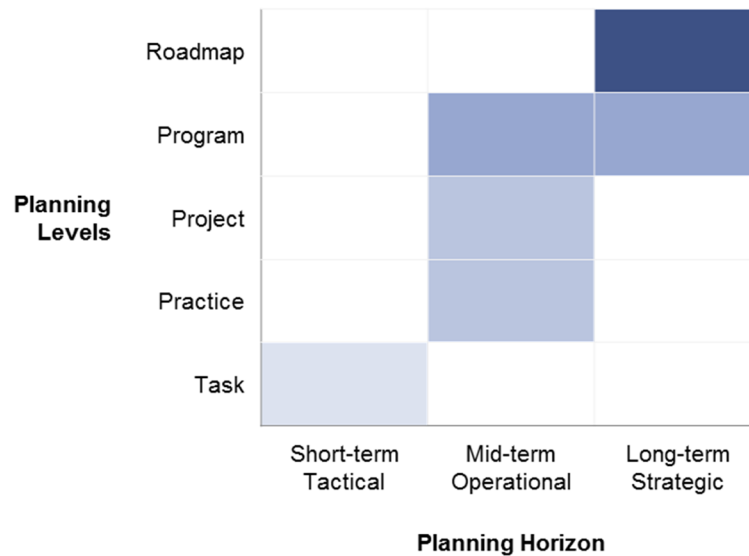 Roadmap
Program
Planning
Levels
Project
Practice
Task
Short-term
Tactical
Mid-term
Operational
Long-term
Strategic
Planning Horizon